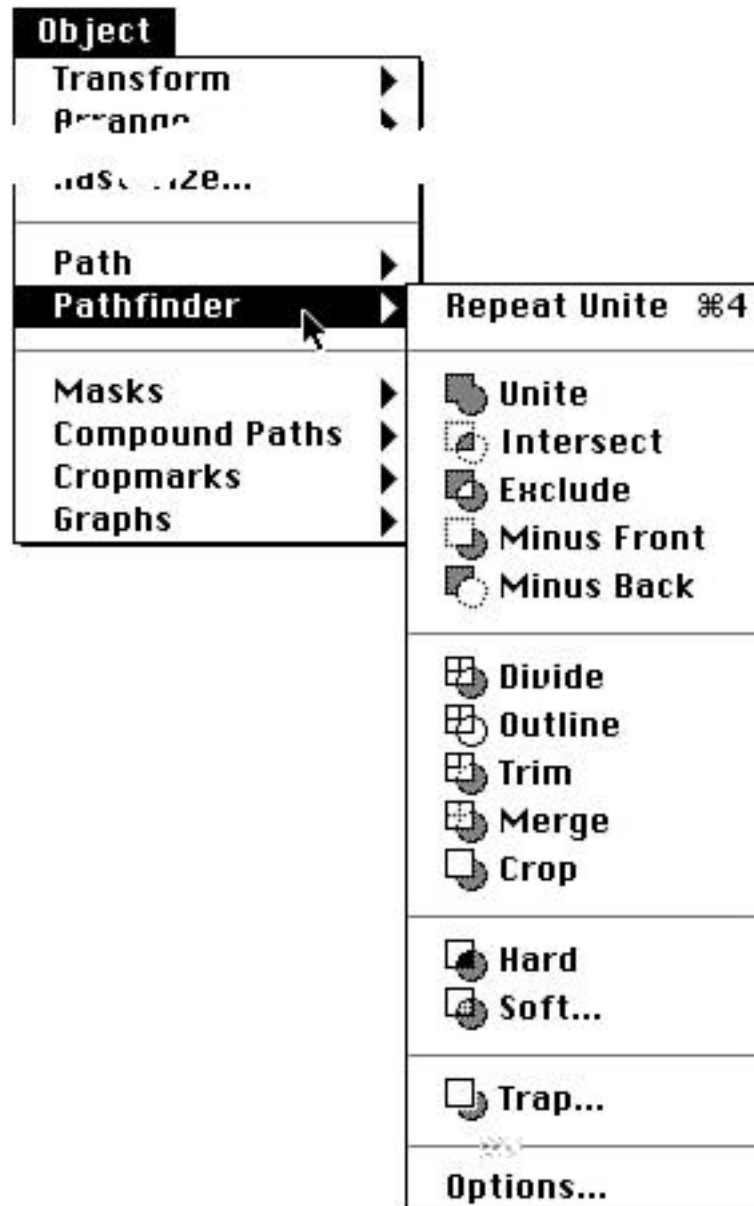 Object
Transform
Arrange
Path
Pathfinder
Masks
Compound Paths
Cropmarks
Graphs
Repeat Unite ⌘4
Unite
Intersect
Exclude
Minus Front
Minus Back
Divide
Outline
Trim
Merge
Crop
Hard
Soft...
Trap...
Options...